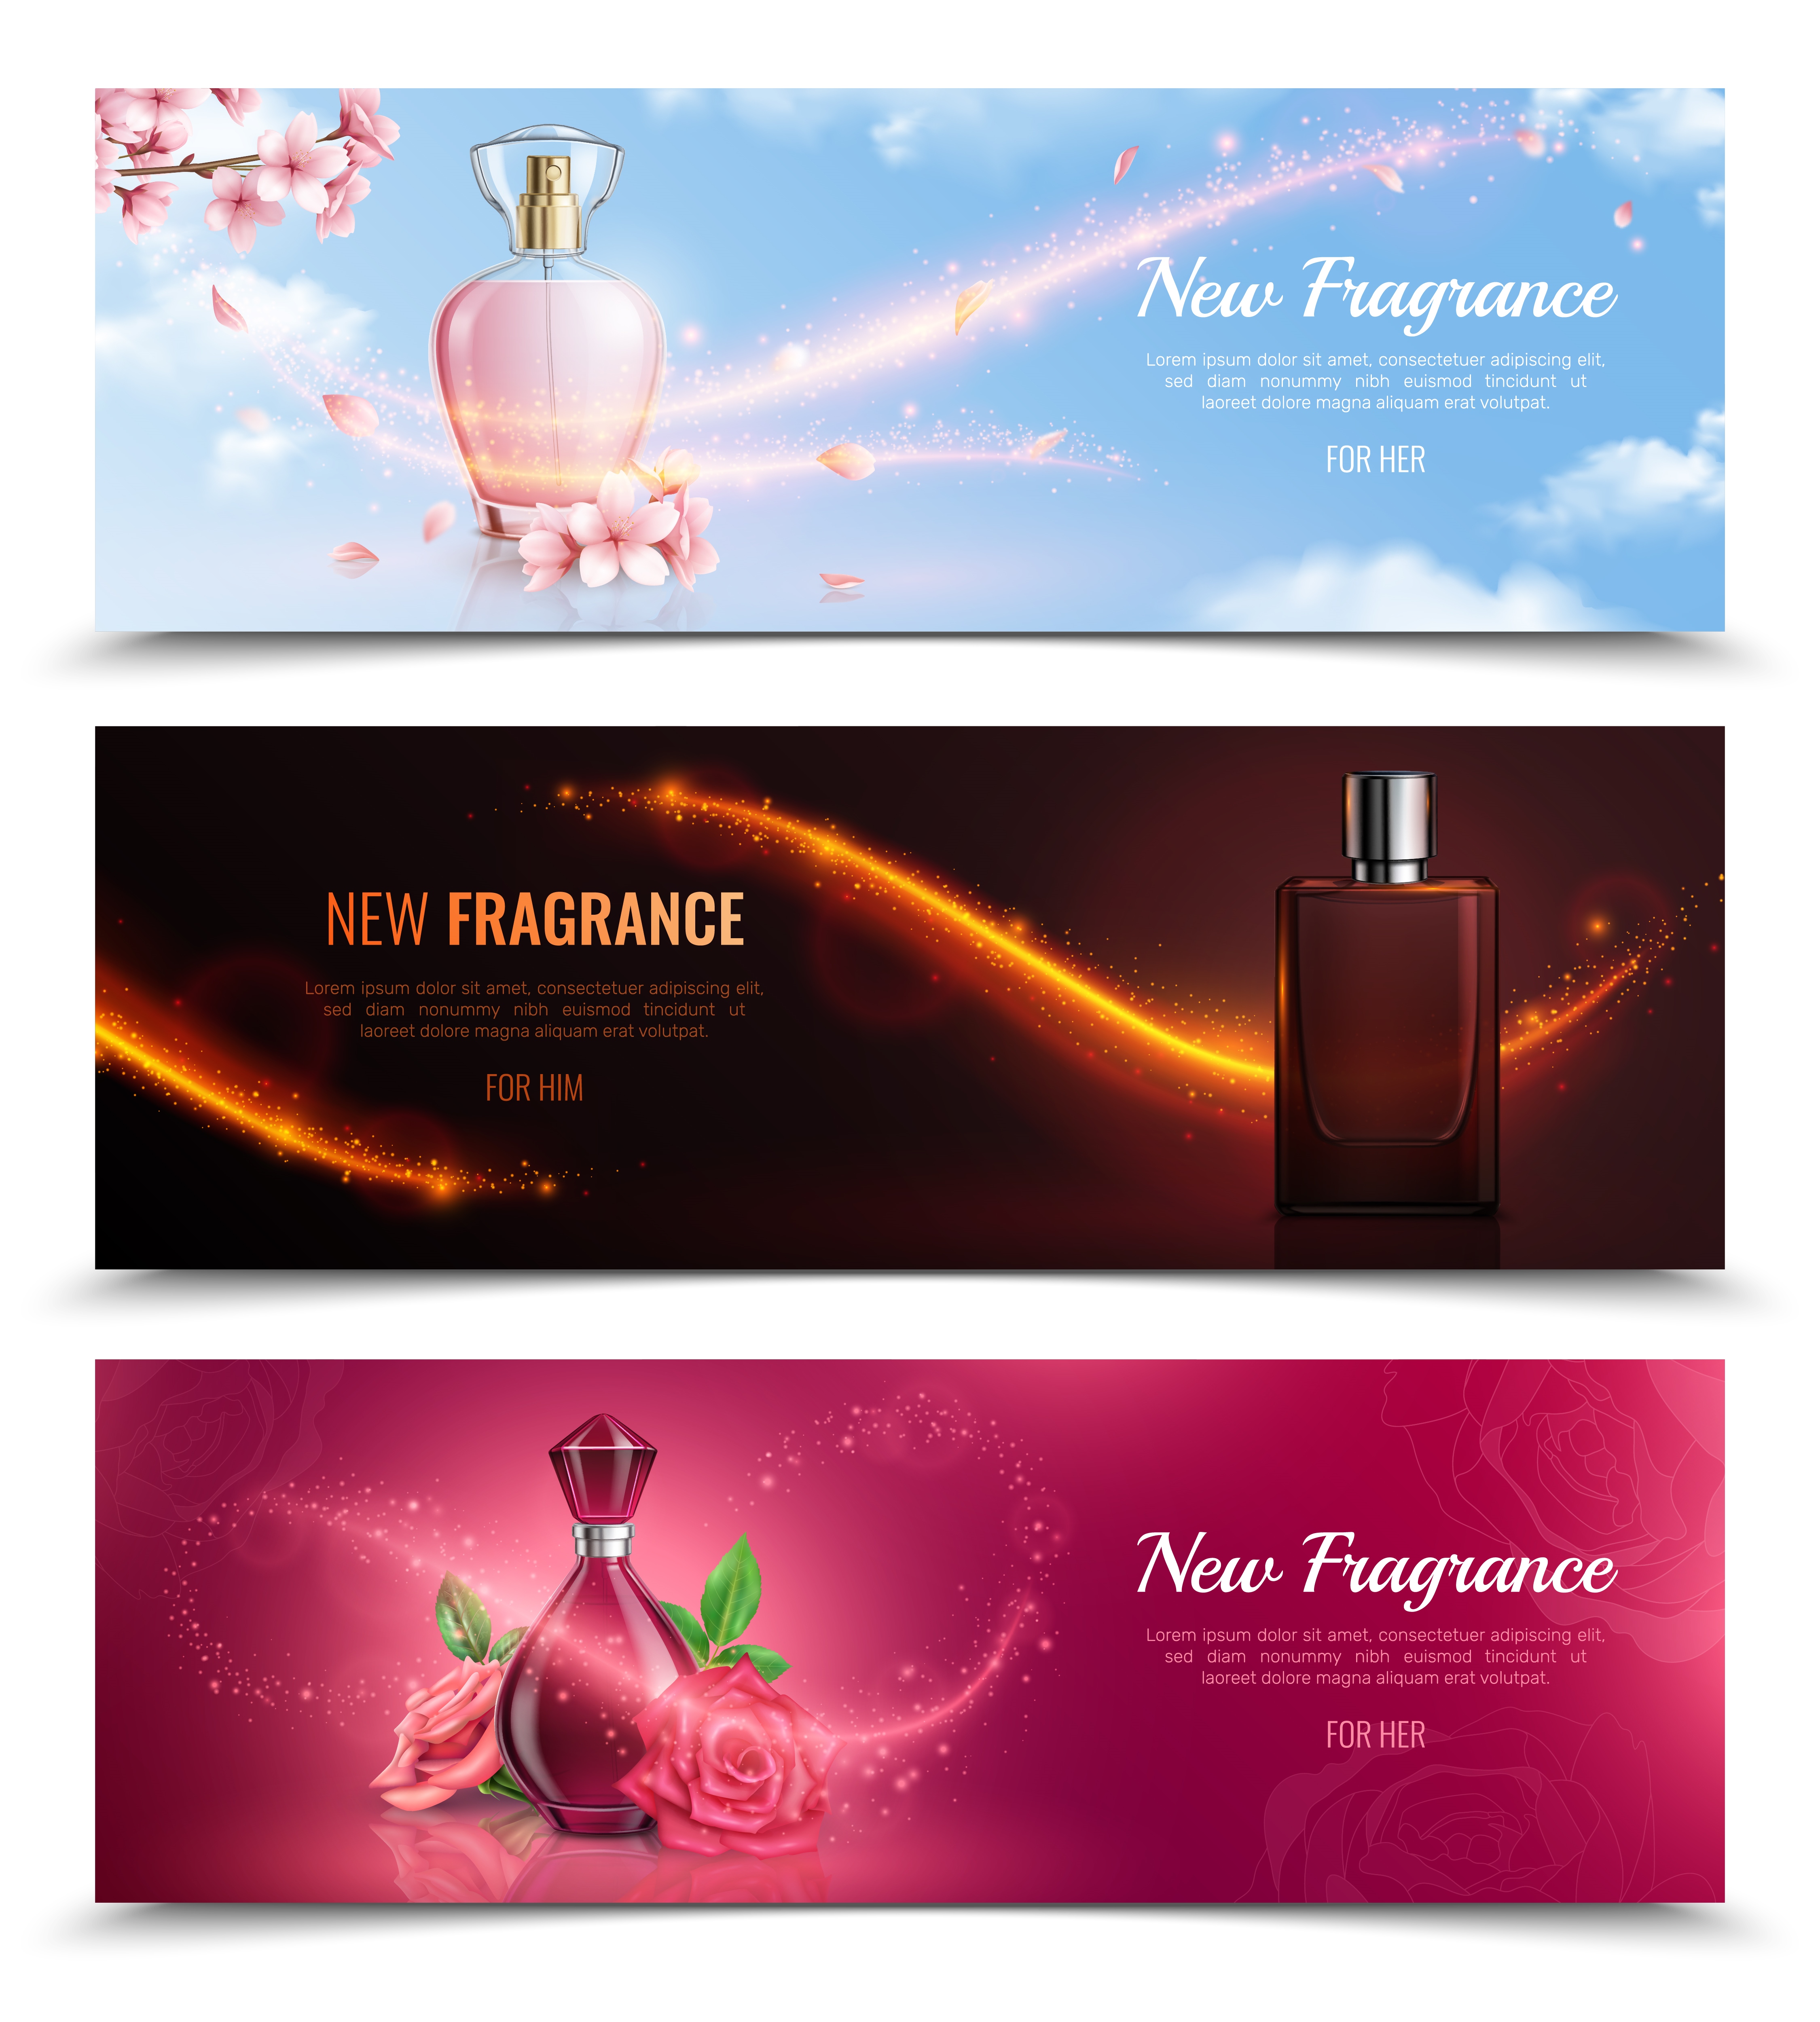 New Fragrance
Lorem ipsum dolor sit amet, consectetuer adipiscing elit,
sed diam nonummy nibh euismod tincidunt ut
laoreet dolore magna aliquam erat volutpat.
FOR HER
NEW FRAGRANCE
Lorem ipsum dolor sit amet, consectetuer adipiscing elit,
sed diam nonummy nibh euismod tincidunt ut
laoreet dolore magna aliquam erat volutpat.
FOR HIM
New Fragrance
Lorem ipsum dolor sit amet, consectetuer adipiscing elit,
sed diam nonummy nibh euismod tincidunt ut
laoreet dolore magna aliquam erat volutpat.
FOR HER